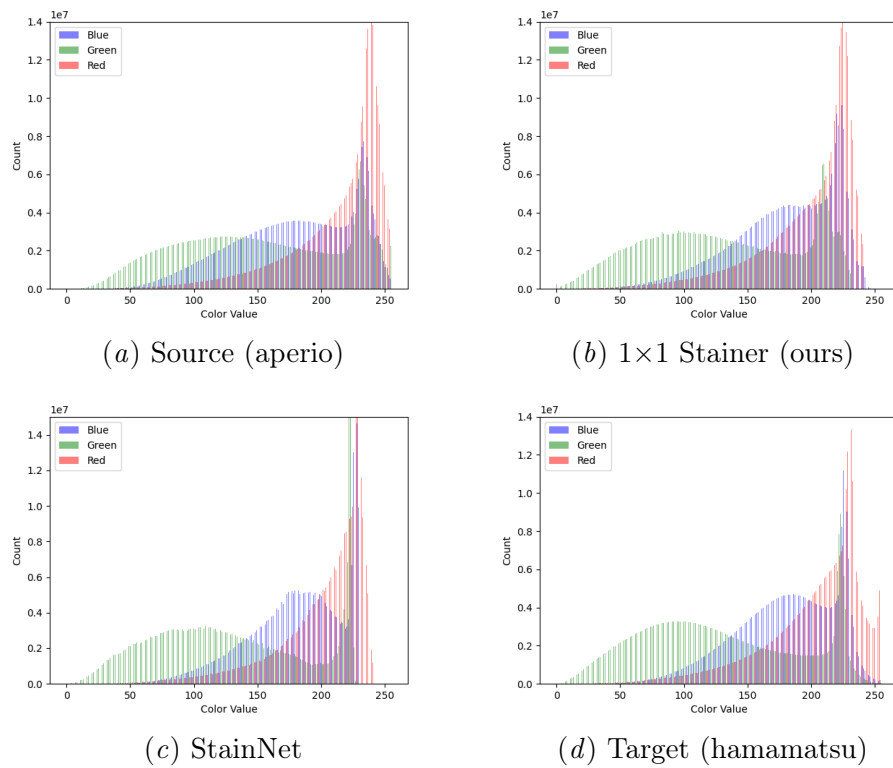 1e7
1.4
1.2
1.0
0.8
0.6
0.4
0.2
0.0
Count
Blue
Green
Red
0 50 100 150 200 250
Color Value
(a) Source (aperio)
1e7
1.4
1.2
1.0
0.8
0.6
0.4
0.2
0.0
Count
Blue
Green
Red
0 50 100 150 200 250
Color Value
(b) 1×1 Stainer (ours)
1e7
1.4
1.2
1.0
0.8
0.6
0.4
0.2
0.0
Count
Blue
Green
Red
0 50 100 150 200 250
Color Value
(c) StainNet
1e7
1.4
1.2
1.0
0.8
0.6
0.4
0.2
0.0
Count
Blue
Green
Red
0 50 100 150 200 250
Color Value
(d) Target (hamamatsu)